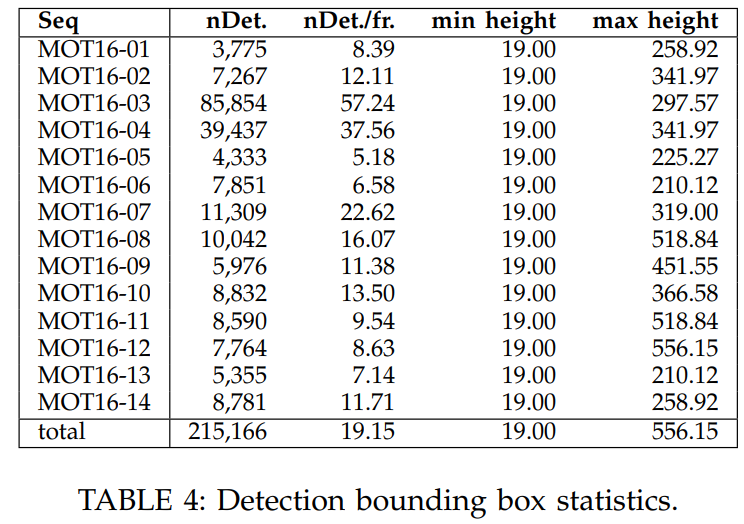 Seq nDet. nDet./fr. min height max height
MOT16-01 3,775 8.39 19.00 258.92
MOT16-02 7,267 12.11 19.00 341.97
MOT16-03 85,854 57.24 19.00 297.57
MOT16-04 39,437 37.56 19.00 341.97
MOT16-05 4,333 5.18 19.00 225.27
MOT16-06 7,851 6.58 19.00 210.12
MOT16-07 11,309 22.62 19.00 319.00
MOT16-08 10,042 16.07 19.00 518.84
MOT16-09 5,976 11.38 19.00 451.55
MOT16-10 8,832 13.50 19.00 366.58
MOT16-11 8,590 9.54 19.00 518.84
MOT16-12 7,764 8.63 19.00 556.15
MOT16-13 5,355 7.14 19.00 210.12
MOT16-14 8,781 11.71 19.00 258.92
total 215,166 19.15 19.00 556.15
TABLE 4: Detection bounding box statistics.